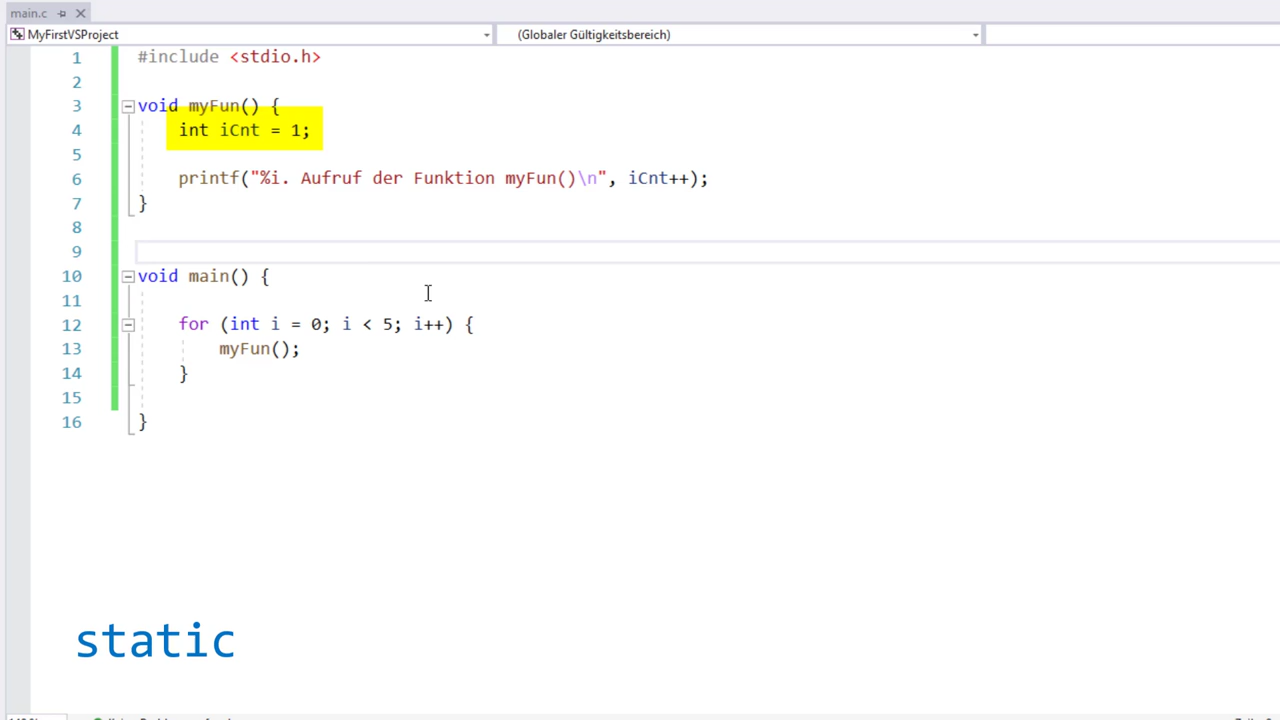 main.c
MyFirstVSProject (Globaler Gültigkeitsbereich)
1 #include <stdio.h>
2
3 void myFun() {
4 int iCnt = 1;
5
6 printf("%i. Aufruf der Funktion myFun()\n", iCnt++);
7 }
8
9
10 void main() {
11
12 for (int i = 0; i < 5; i++) {
13 myFun();
14 }
15
16 }
static